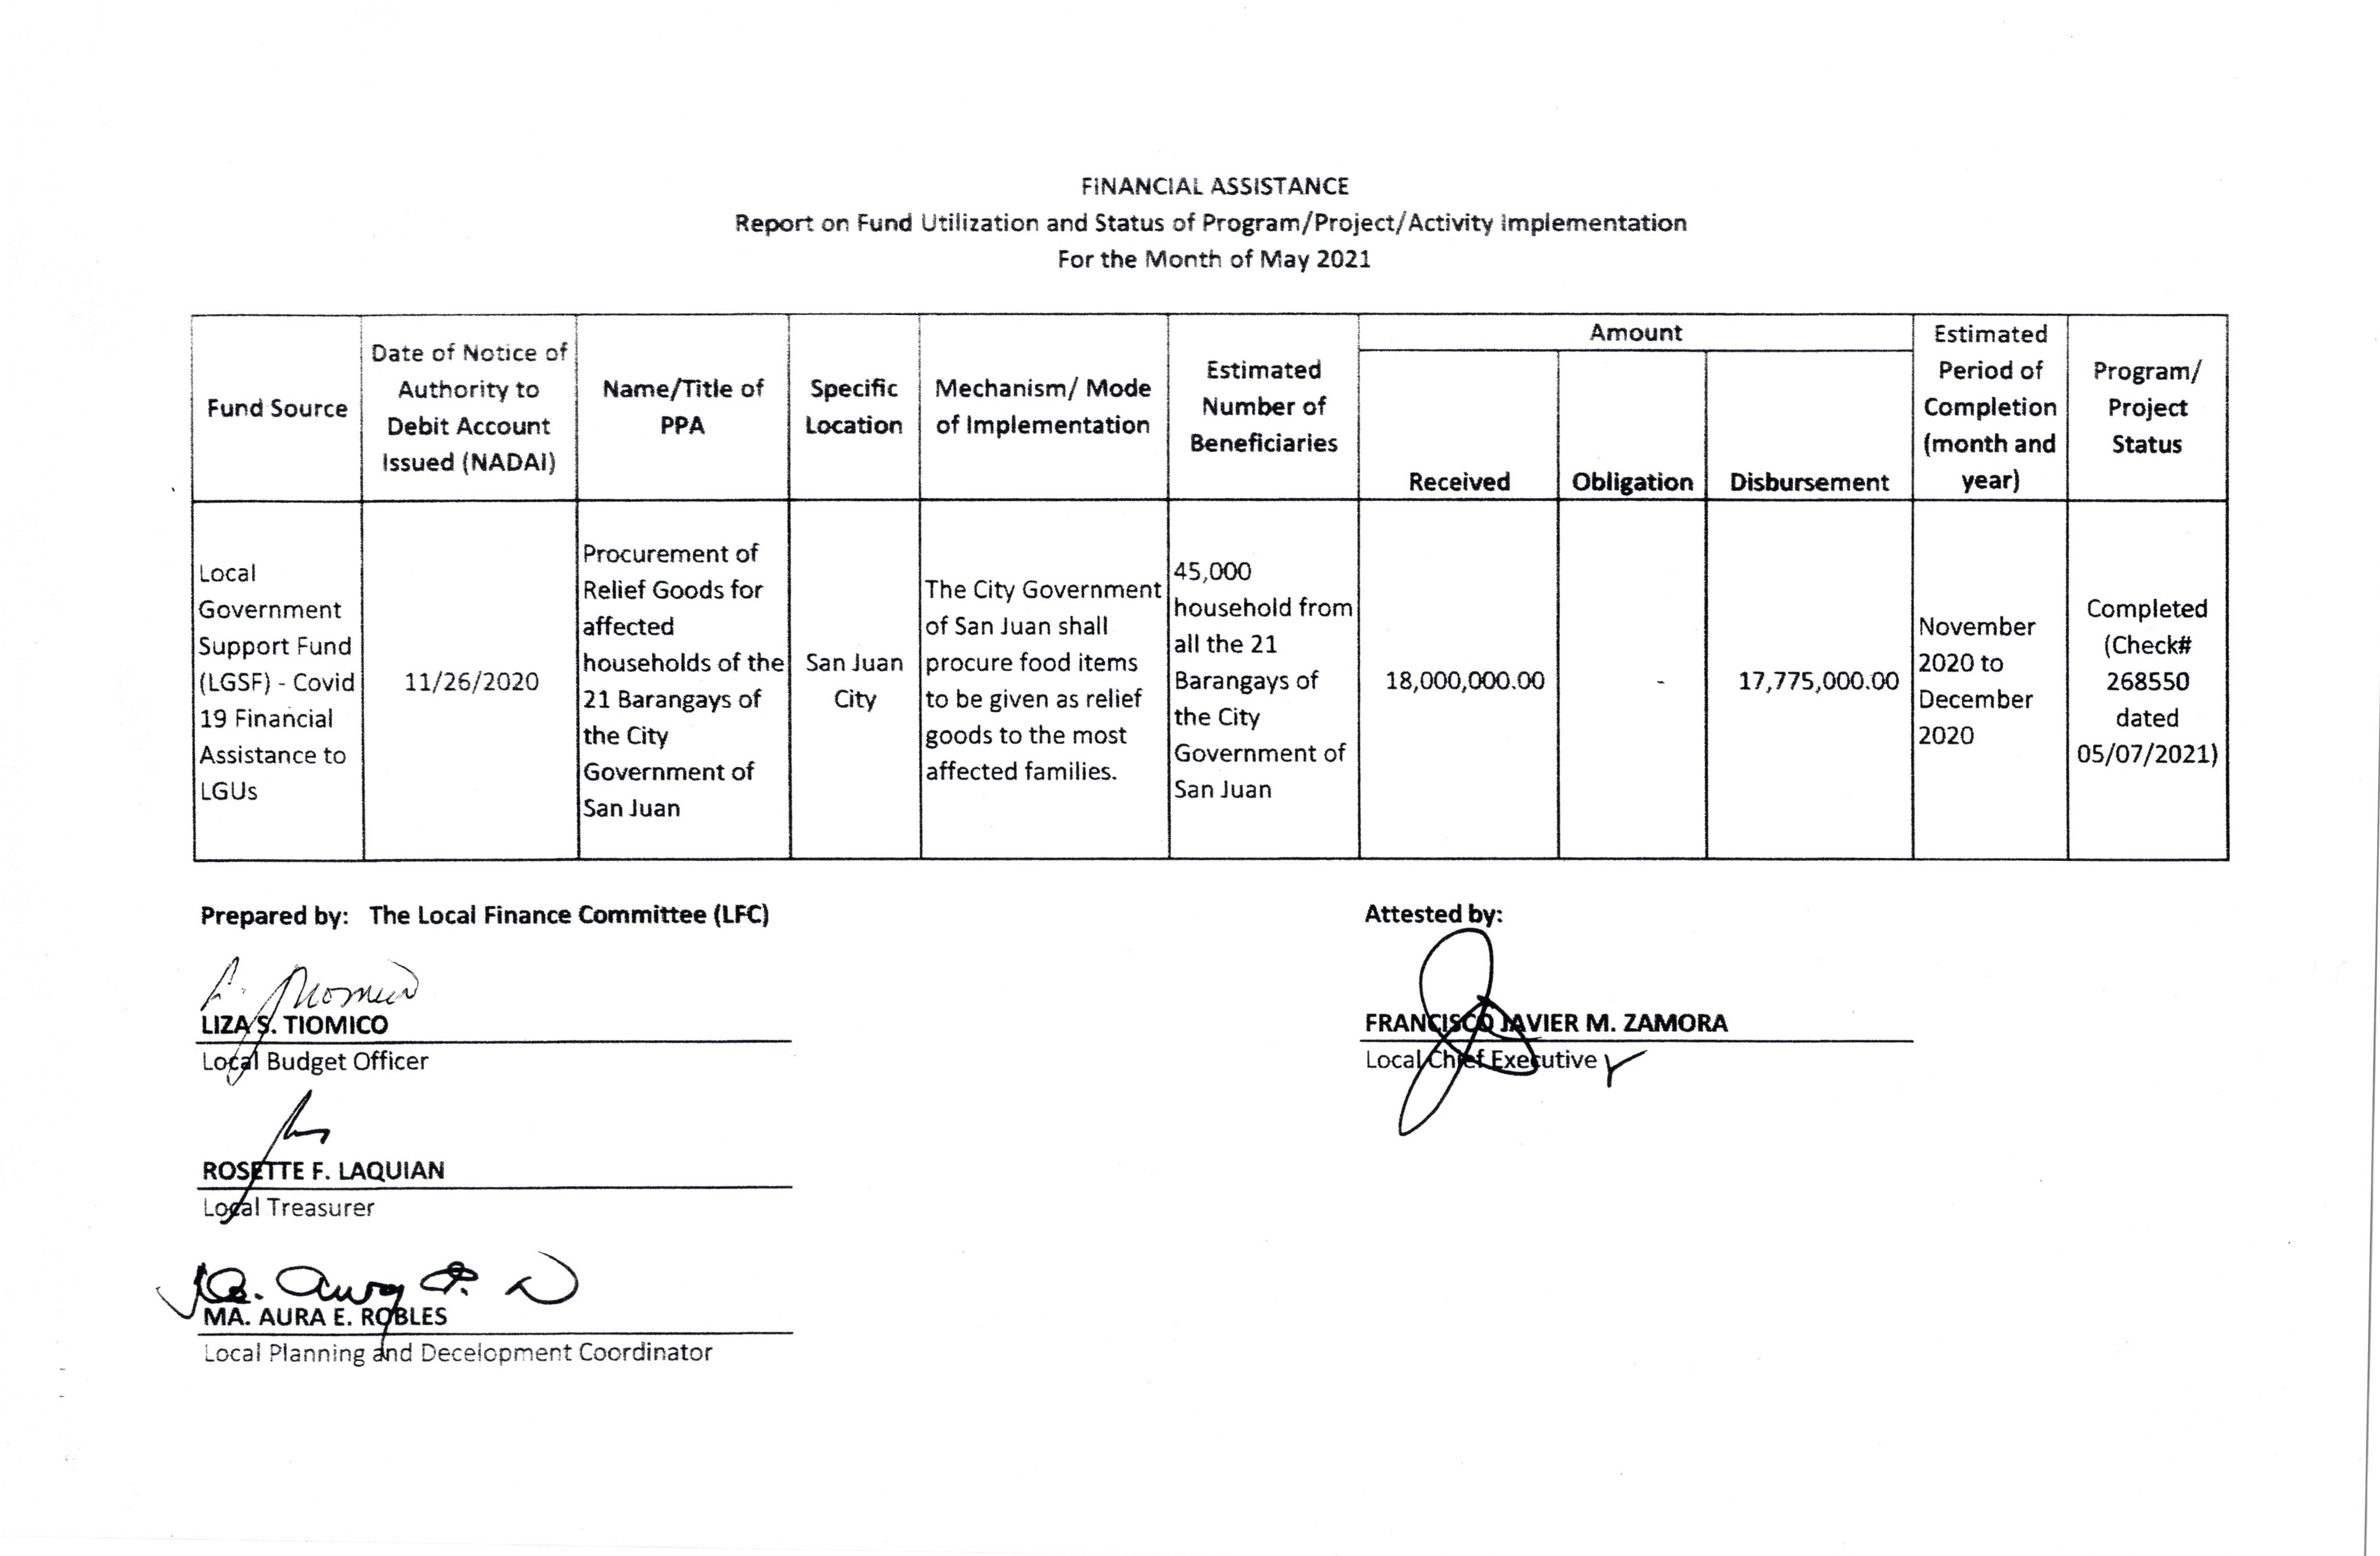 FINANCIAL ASSISTANCE
Report on Fund Utilization and Status of Program/Project/Activity Implementation
For the Month of May 2021
Fund Source
Date of Notice of
Authority to
Debit Account
Issued (NADAI)
Name/Title of
PPA
Specific
Location
Mechanism/ Mode
of Implementation
Estimated
Number of
Beneficiaries
Amount
Received
Obligation
Disbursement
Estimated
Period of
Completion
(month and
year)
Program/
Project
Status
Local
Government
Support Fund
(LGSF) - Covid
19 Financial
Assistance to
LGUs
11/26/2020
Procurement of
Relief Goods for
affected
households of the
21 Barangays of
the City
Government of
San Juan
San Juan
City
The City Government
of San Juan shall
procure food items
to be given as relief
goods to the most
affected families.
45,000
household from
all the 21
Barangays of
the City
Government of
San Juan
18,000,000.00
-
17,775,000.00
November
2020 to
December
2020
Completed
(Check#
268550
dated
05/07/2021)
Prepared by: The Local Finance Committee (LFC)
Attested by:
LIZA S. TIOMICO
Local Budget Officer
FRANCISCO JAVIER M. ZAMORA
Local Chief Executive
ROSETTE F. LAQUIAN
Local Treasurer
MA. AURA E. ROBLES
Local Planning and Decelopment Coordinator